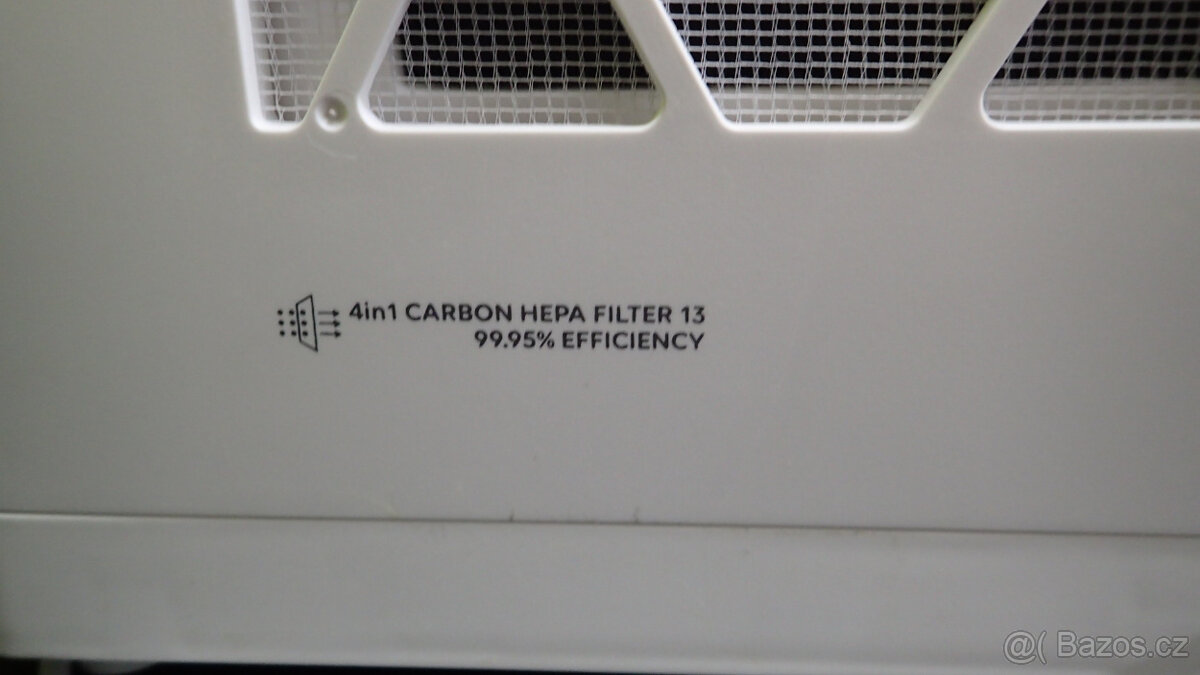 4in1 CARBON HEPA FILTER 13
99.95% EFFICIENCY
@( Bazos.cz